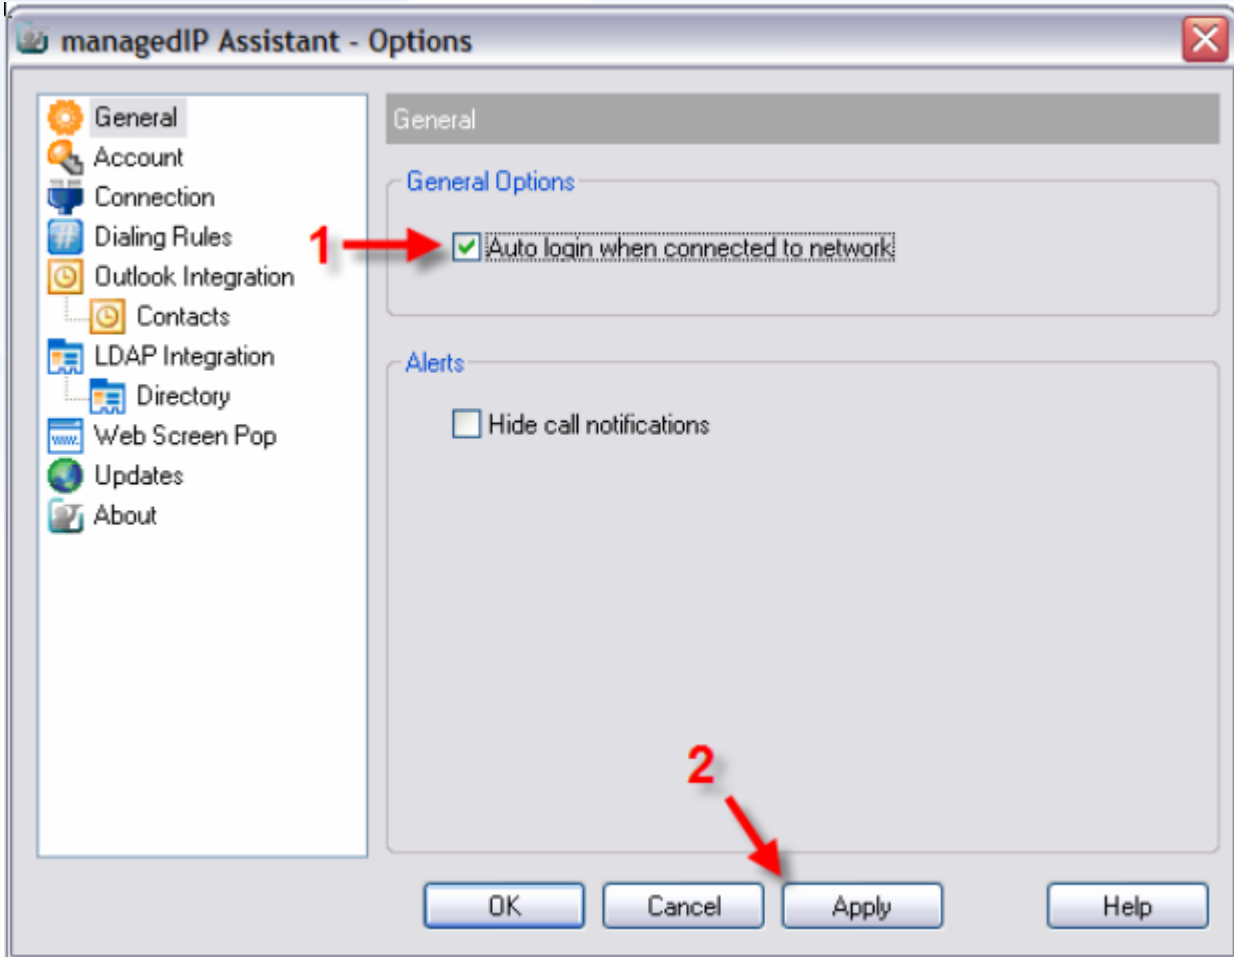 managedIP Assistant - Options
General
Account
Connection
Dialing Rules
Outlook Integration
Contacts
LDAP Integration
Directory
www.
Web Screen Pop
Updates
About
General
General Options
1
Auto login when connected to network
Alerts
Hide call notifications
2
OK
Cancel
Apply
Help